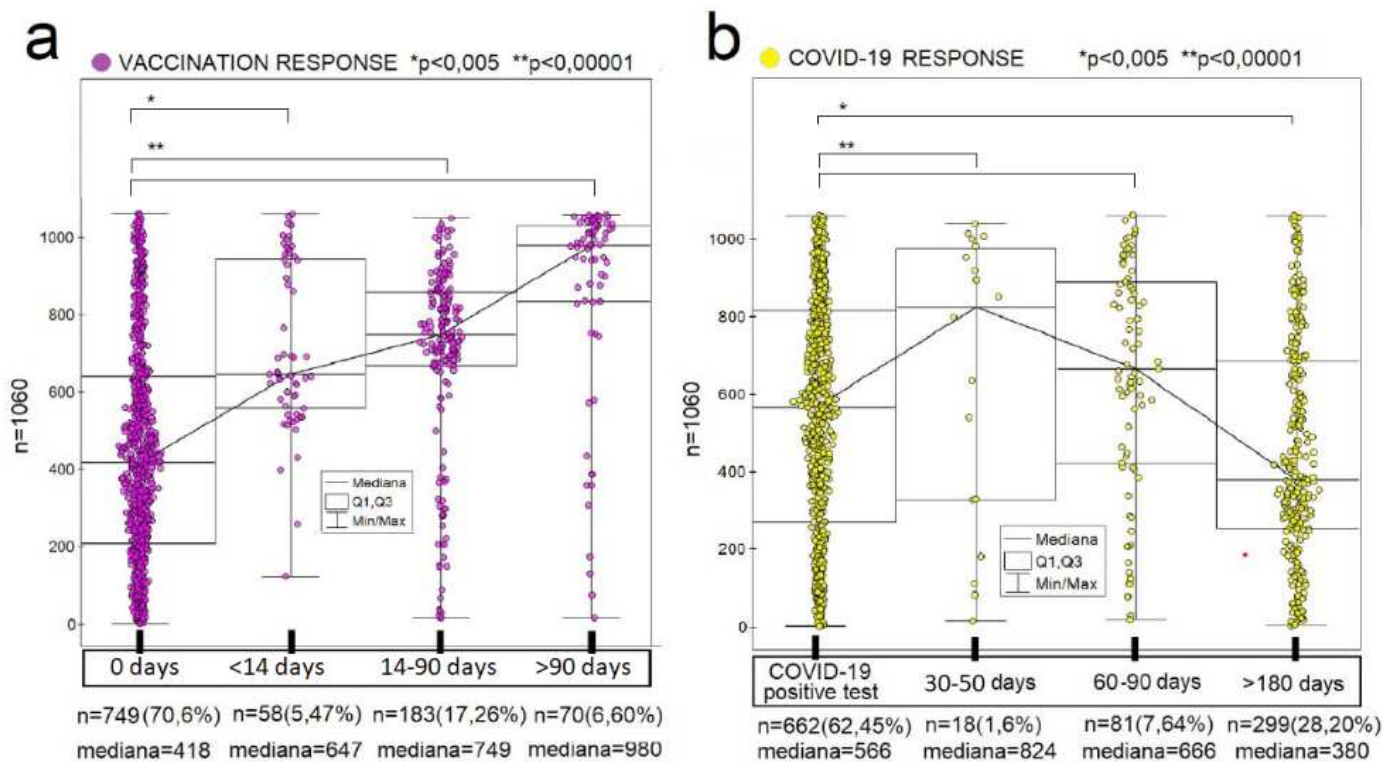 a
VACCINATION RESPONSE *p<0,005 **p<0,00001
*
**
1000
800
600
400
200
0
n=1060
Mediana
Q1,Q3
Min/Max
0 days <14 days 14-90 days >90 days
n=749(70,6%) n=58(5,47%) n=183(17,26%) n=70(6,60%)
mediana=418 mediana=647 mediana=749 mediana=980
b
COVID-19 RESPONSE *p<0,005 **p<0,00001
*
**
1000
800
600
400
200
0
n=1060
Mediana
Q1,Q3
Min/Max
COVID-19
positive test 30-50 days 60-90 days >180 days
n=662(62,45%) n=18(1,6%) n=81(7,64%) n=299(28,20%)
mediana=566 mediana=824 mediana=666 mediana=380